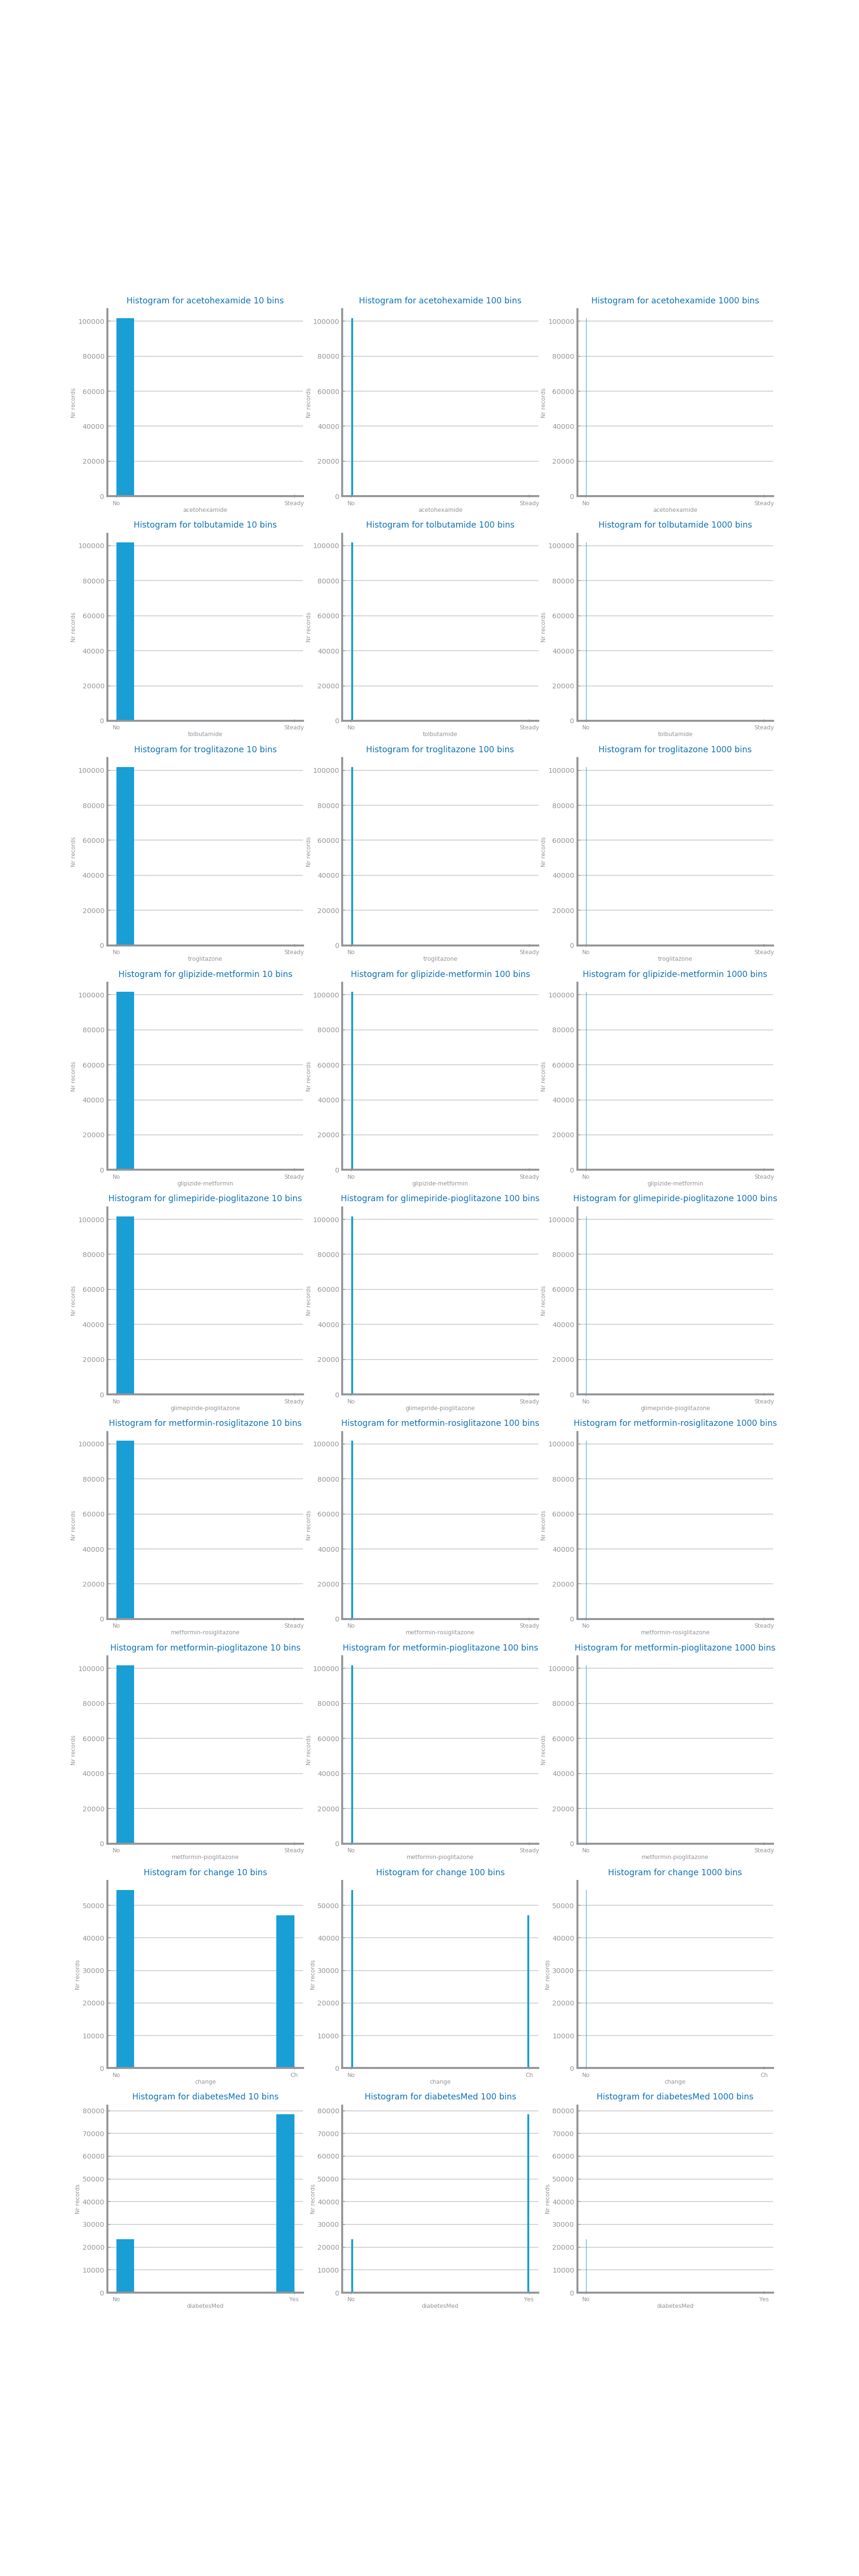 Histogram for acetohexamide 10 bins
Histogram for acetohexamide 100 bins
Histogram for acetohexamide 1000 bins
100000
80000
60000
40000
20000
0
Nr records
No
Steady
acetohexamide
100000
80000
60000
40000
20000
0
Nr records
No
Steady
acetohexamide
100000
80000
60000
40000
20000
0
Nr records
No
Steady
acetohexamide
Histogram for tolbutamide 10 bins
Histogram for tolbutamide 100 bins
Histogram for tolbutamide 1000 bins
100000
80000
60000
40000
20000
0
Nr records
No
Steady
tolbutamide
100000
80000
60000
40000
20000
0
Nr records
No
Steady
tolbutamide
100000
80000
60000
40000
20000
0
Nr records
No
Steady
tolbutamide
Histogram for troglitazone 10 bins
Histogram for troglitazone 100 bins
Histogram for troglitazone 1000 bins
100000
80000
60000
40000
20000
0
Nr records
No
Steady
troglitazone
100000
80000
60000
40000
20000
0
Nr records
No
Steady
troglitazone
100000
80000
60000
40000
20000
0
Nr records
No
Steady
troglitazone
Histogram for glipizide-metformin 10 bins
Histogram for glipizide-metformin 100 bins
Histogram for glipizide-metformin 1000 bins
100000
80000
60000
40000
20000
0
Nr records
No
Steady
glipizide-metformin
100000
80000
60000
40000
20000
0
Nr records
No
Steady
glipizide-metformin
100000
80000
60000
40000
20000
0
Nr records
No
Steady
glipizide-metformin
Histogram for glimepiride-pioglitazone 10 bins
Histogram for glimepiride-pioglitazone 100 bins
Histogram for glimepiride-pioglitazone 1000 bins
100000
80000
60000
40000
20000
0
Nr records
No
Steady
glimepiride-pioglitazone
100000
80000
60000
40000
20000
0
Nr records
No
Steady
glimepiride-pioglitazone
100000
80000
60000
40000
20000
0
Nr records
No
Steady
glimepiride-pioglitazone
Histogram for metformin-rosiglitazone 10 bins
Histogram for metformin-rosiglitazone 100 bins
Histogram for metformin-rosiglitazone 1000 bins
100000
80000
60000
40000
20000
0
Nr records
No
Steady
metformin-rosiglitazone
100000
80000
60000
40000
20000
0
Nr records
No
Steady
metformin-rosiglitazone
100000
80000
60000
40000
20000
0
Nr records
No
Steady
metformin-rosiglitazone
Histogram for metformin-pioglitazone 10 bins
Histogram for metformin-pioglitazone 100 bins
Histogram for metformin-pioglitazone 1000 bins
100000
80000
60000
40000
20000
0
Nr records
No
Steady
metformin-pioglitazone
100000
80000
60000
40000
20000
0
Nr records
No
Steady
metformin-pioglitazone
100000
80000
60000
40000
20000
0
Nr records
No
Steady
metformin-pioglitazone
Histogram for change 10 bins
Histogram for change 100 bins
Histogram for change 1000 bins
50000
40000
30000
20000
10000
0
Nr records
No
Ch
change
50000
40000
30000
20000
10000
0
Nr records
No
Ch
change
50000
40000
30000
20000
10000
0
Nr records
No
Ch
change
Histogram for diabetesMed 10 bins
Histogram for diabetesMed 100 bins
Histogram for diabetesMed 1000 bins
80000
70000
60000
50000
40000
30000
20000
10000
0
Nr records
No
Yes
diabetesMed
80000
70000
60000
50000
40000
30000
20000
10000
0
Nr records
No
Yes
diabetesMed
80000
70000
60000
50000
40000
30000
20000
10000
0
Nr records
No
Yes
diabetesMed